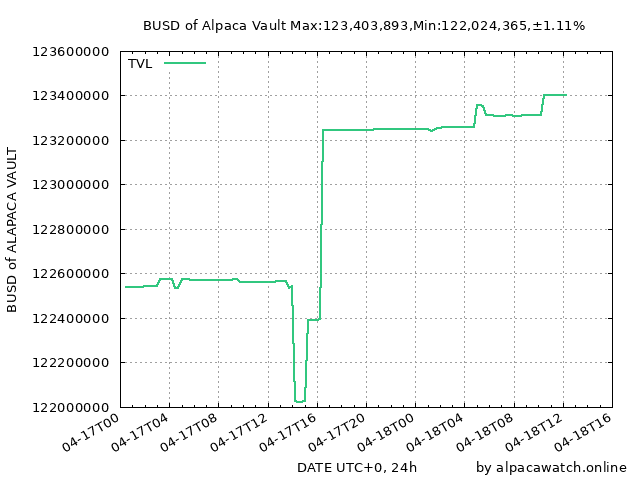 BUSD of Alpaca Vault Max:123,403,893,Min:122,024,365,±1.11%
TVL
123600000
123400000
123200000
123000000
122800000
122600000
122400000
122200000
122000000
BUSD of ALAPACA VAULT
04-17T00
04-17T04
04-17T08
04-17T12
04-17T16
04-17T20
04-18T00
04-18T04
04-18T08
04-18T12
04-18T16
DATE UTC+0, 24h
by alpacawatch.online